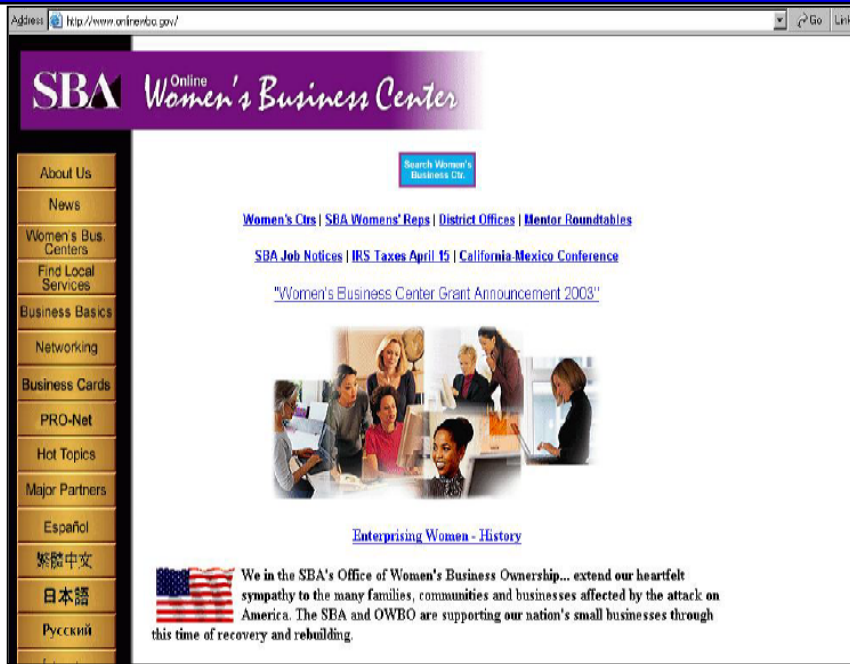 Address http://www.onlinewbc.gov/ Go Link
SBA Online Women's Business Center
Search Women's
Business Ctr.
Women's Ctrs | SBA Womens' Reps | District Offices | Mentor Roundtables
SBA Job Notices | IRS Taxes April 15 | California-Mexico Conference
"Women's Business Center Grant Announcement 2003"
About Us
News
Women's Bus.
Centers
Find Local
Services
Business Basics
Networking
Business Cards
PRO-Net
Hot Topics
Major Partners
Español
繁體中文
日本語
Русский
Enterprising Women - History
We in the SBA's Office of Women's Business Ownership... extend our heartfelt
sympathy to the many families, communities and businesses affected by the attack on
America. The SBA and OWBO are supporting our nation's small businesses through
this time of recovery and rebuilding.